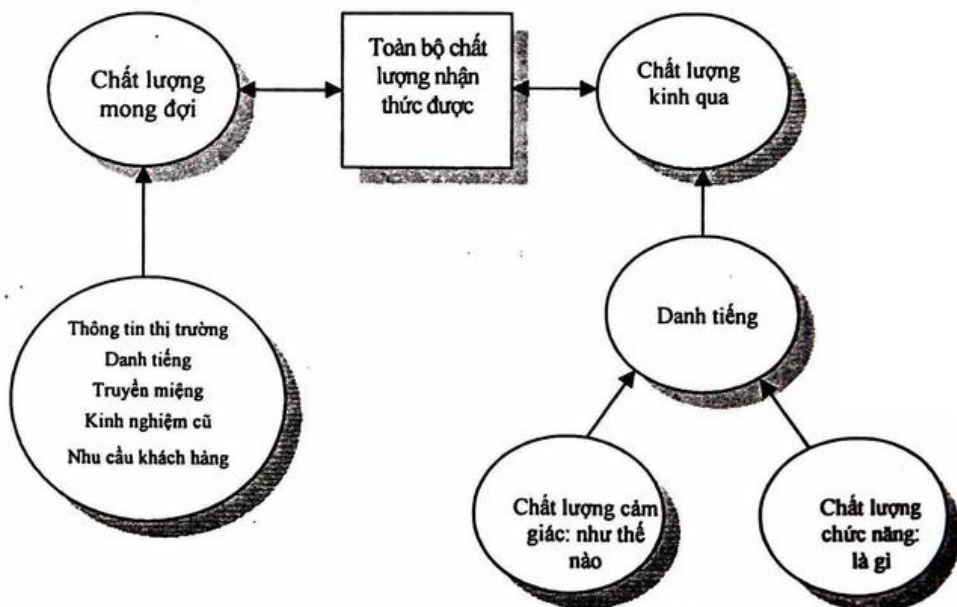 Chất lượng
mong đợi
Toàn bộ chất
lượng nhận
thức được
Chất lượng
kinh qua
Thông tin thị trường
Danh tiếng
Truyền miệng
Kinh nghiệm cũ
Nhu cầu khách hàng
Danh tiếng
Chất lượng cảm
giác: như thế
nào
Chất lượng
chức năng:
là gì